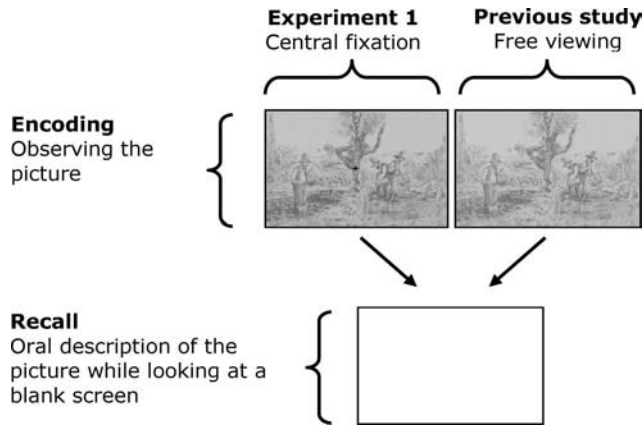 Experiment 1
Central fixation
Previous study
Free viewing
Encoding
Observing the
picture
Recall
Oral description of the
picture while looking at a
blank screen